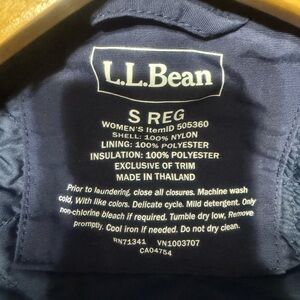 L.L.Bean
S REG
WOMEN'S ItemID 505360
SHELL: 100% NYLON
LINING: 100% POLYESTER
INSULATION: 100% POLYESTER
EXCLUSIVE OF TRIM
MADE IN THAILAND
Prior to laundering, close all closures. Machine wash
cold, With like colors. Delicate cycle. Mild detergent. Only
non-chlorine bleach if required. Tumble dry low, Remove
promptly. Cool iron if needed. Do not dry clean.
RN71341 VN1003707
CA04754